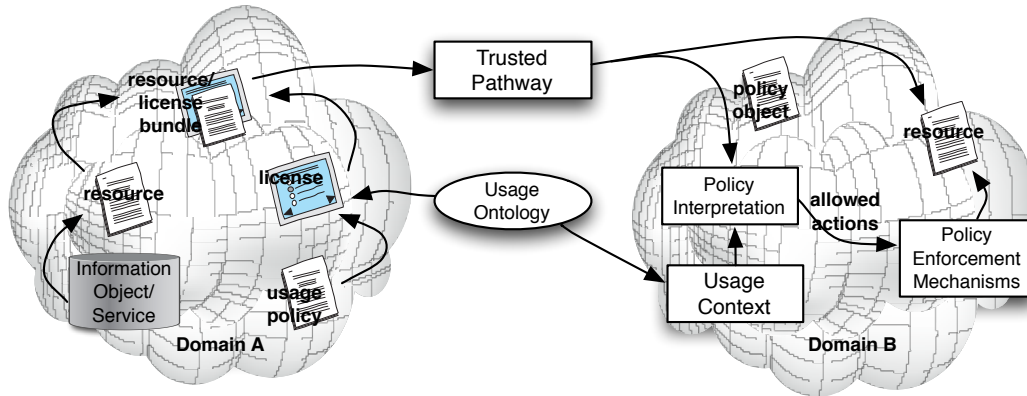 resource/
license
bundle
resource
license
Information
Object/
Service
usage
policy
Domain A
Trusted
Pathway
Usage
Ontology
policy
object
resource
Policy
Interpretation
allowed
actions
Policy
Enforcement
Mechanisms
Usage
Context
Domain B